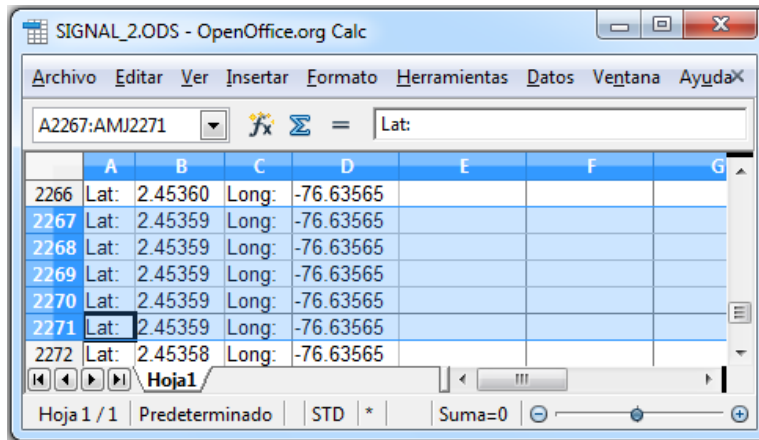 SIGNAL_2.ODS - OpenOffice.org Calc
Archivo Editar Ver Insertar Formato Herramientas Datos Ventana Ayuda
A2267:AMJ2271 Lat:
A B C D E F G
2266 Lat: 2.45360 Long: -76.63565
2267 Lat: 2.45359 Long: -76.63565
2268 Lat: 2.45359 Long: -76.63565
2269 Lat: 2.45359 Long: -76.63565
2270 Lat: 2.45359 Long: -76.63565
2271 Lat: 2.45359 Long: -76.63565
2272 Lat: 2.45358 Long: -76.63565
Hoja1
Hoja 1 / 1 Predeterminado STD * Suma=0